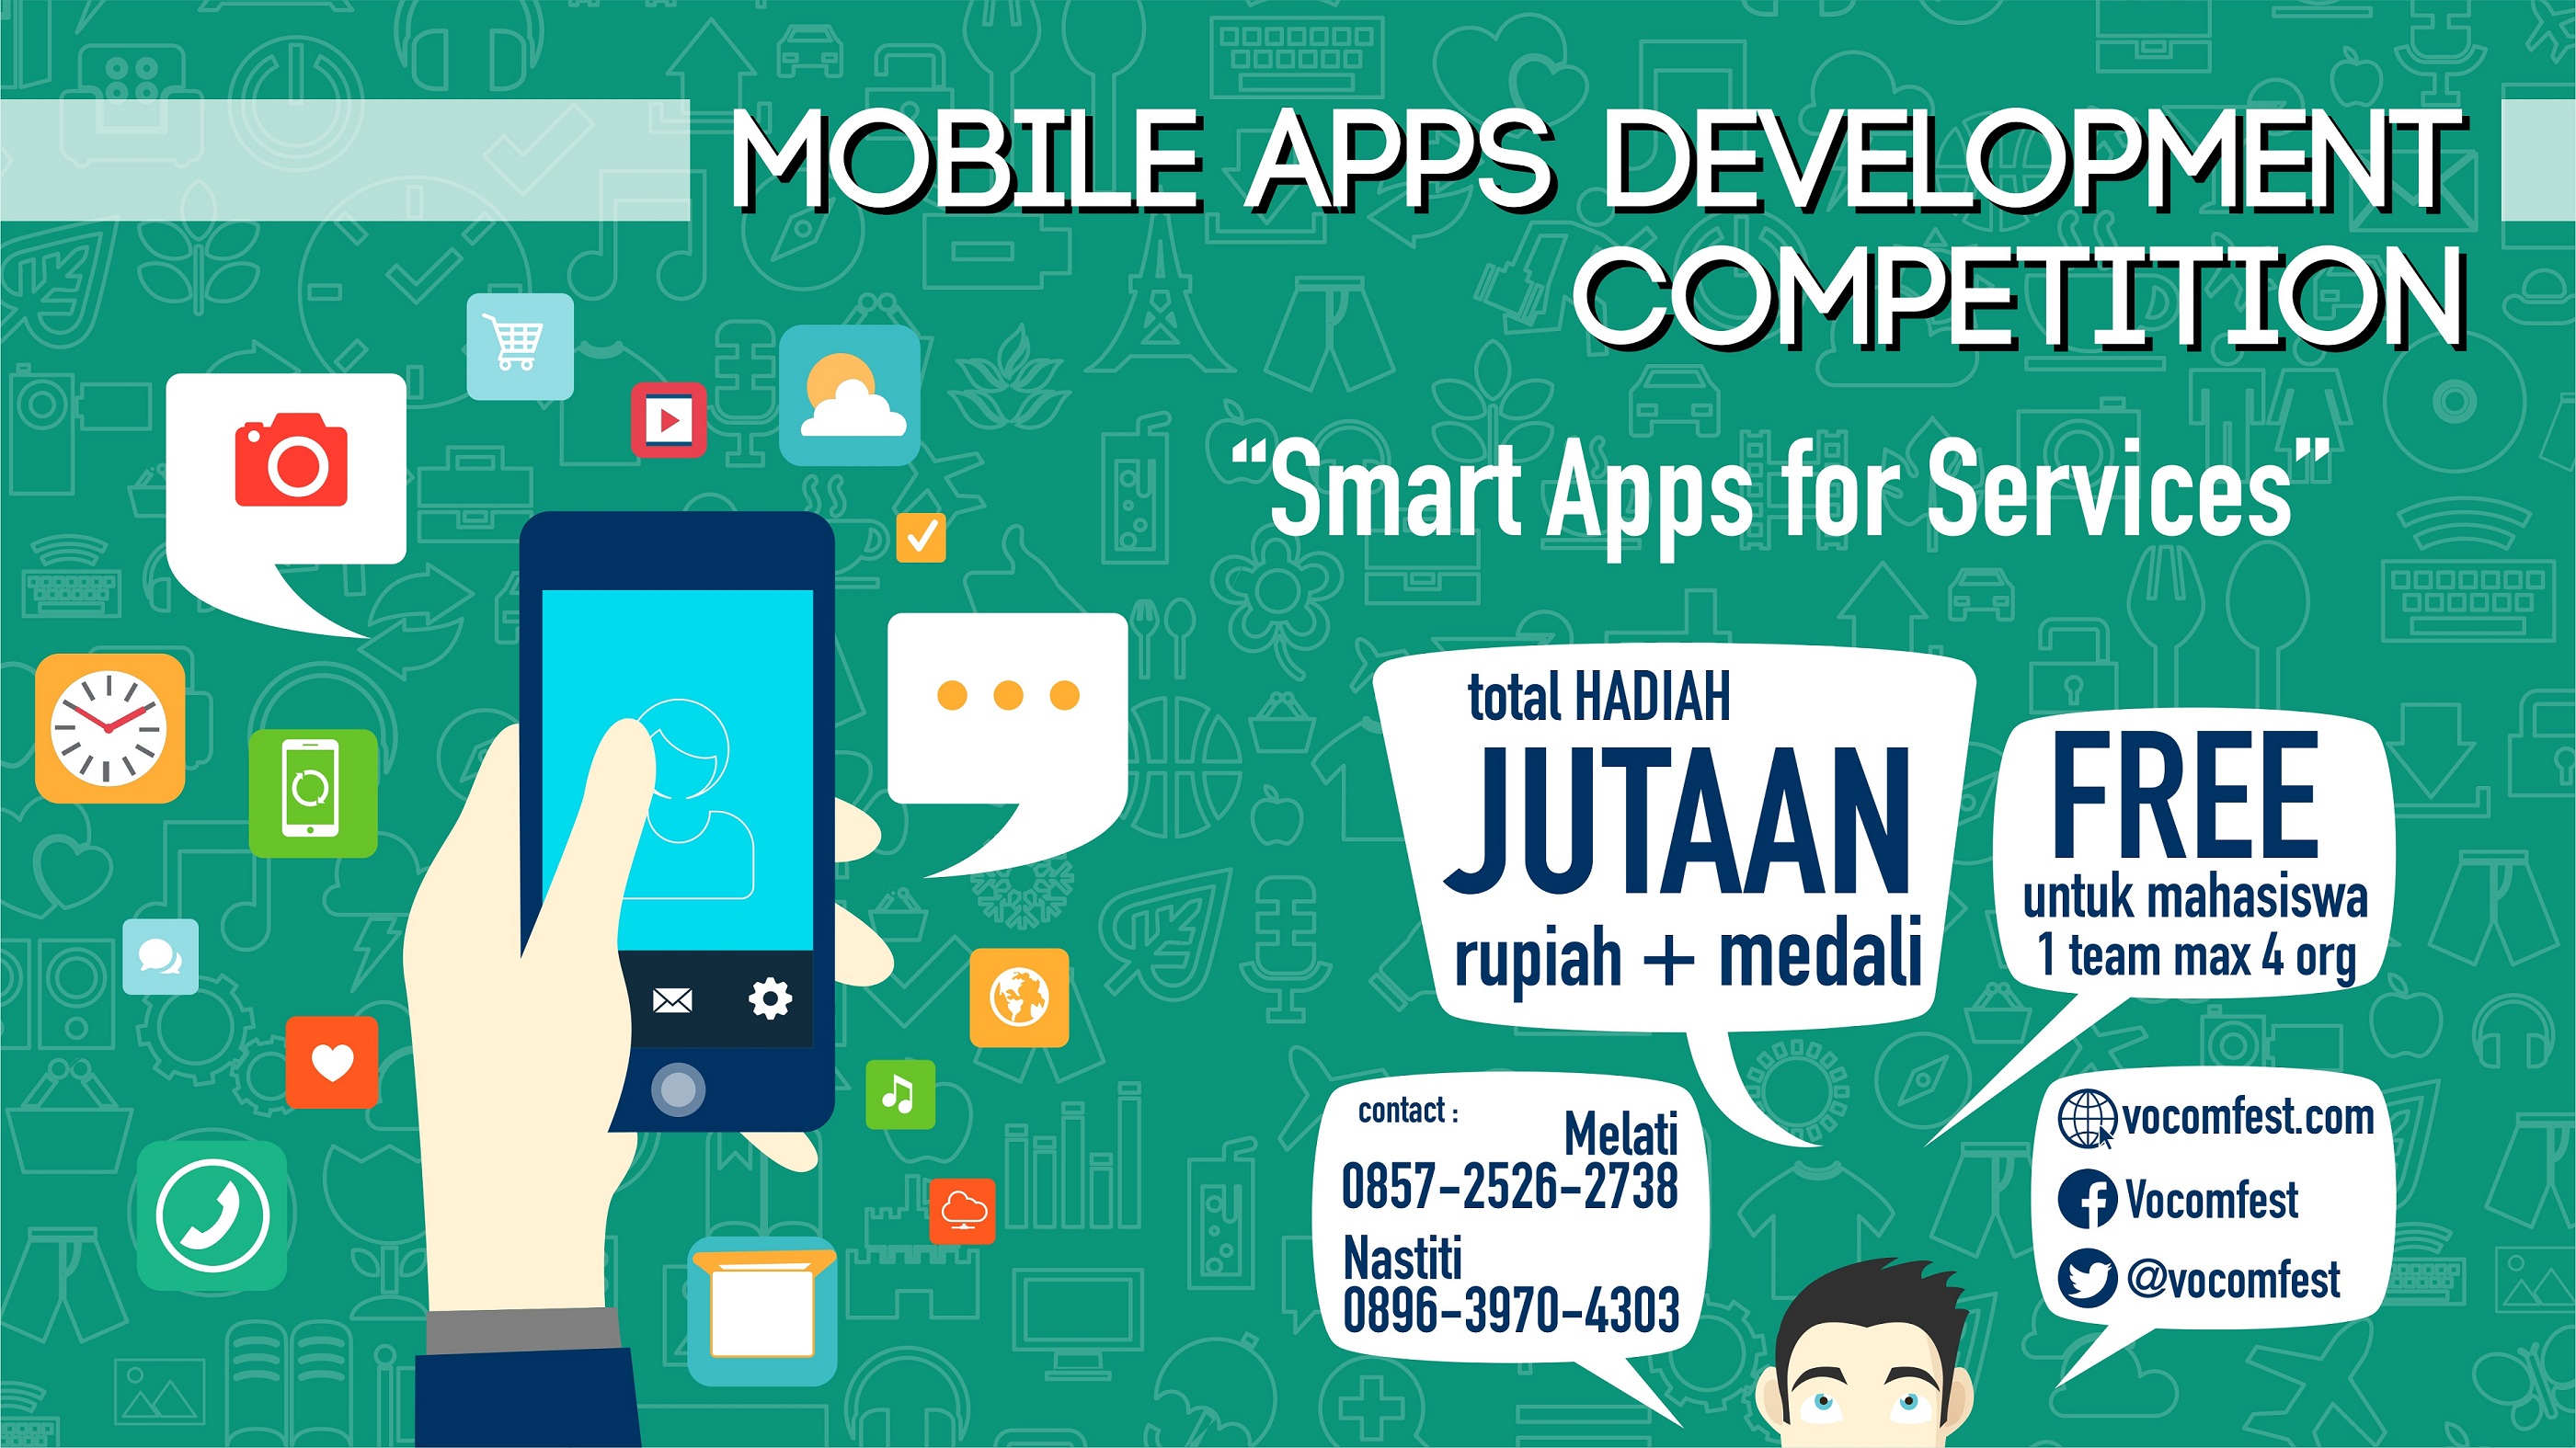 MOBILE APPS DEVELOPMENT
COMPETITION
“Smart Apps for Services”
total HADIAH
JUTAAN
rupiah + medali
FREE
untuk mahasiswa
1 team max 4 org
contact :
Melati
0857-2526-2738
Nastiti
0896-3970-4303
vocomfest.com
Vocomfest
@vocomfest